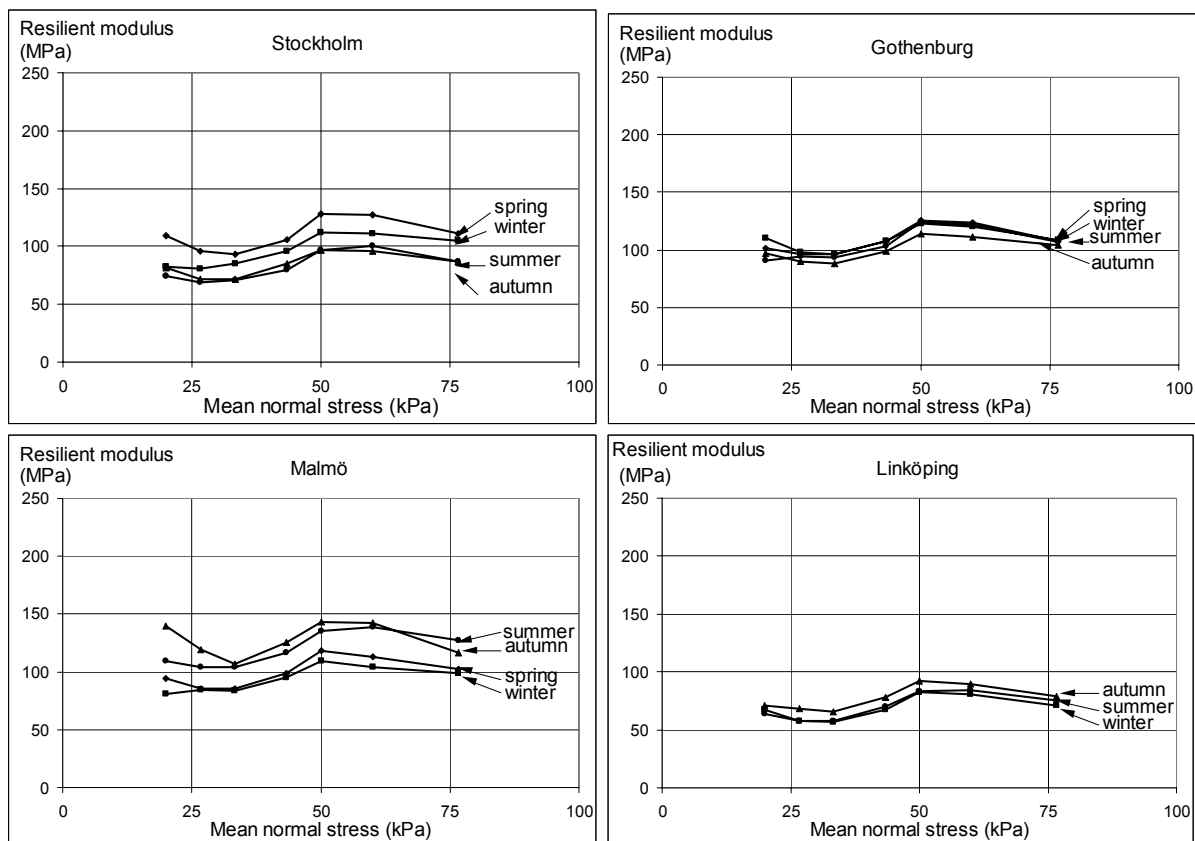 Resilient modulus
(MPa)
Stockholm
250
200
150
100
50
0
spring
winter
summer
autumn
0 25 50 75 100
Mean normal stress (kPa)
Resilient modulus
(MPa)
Gothenburg
250
200
150
100
50
0
spring
winter
summer
autumn
0 25 50 75 100
Mean normal stress (kPa)
Resilient modulus
(MPa)
Malmö
250
200
150
100
50
0
summer
autumn
spring
winter
0 25 50 75 100
Mean normal stress (kPa)
Resilient modulus
(MPa)
Linköping
250
200
150
100
50
0
autumn
summer
winter
0 25 50 75 100
Mean normal stress (kPa)